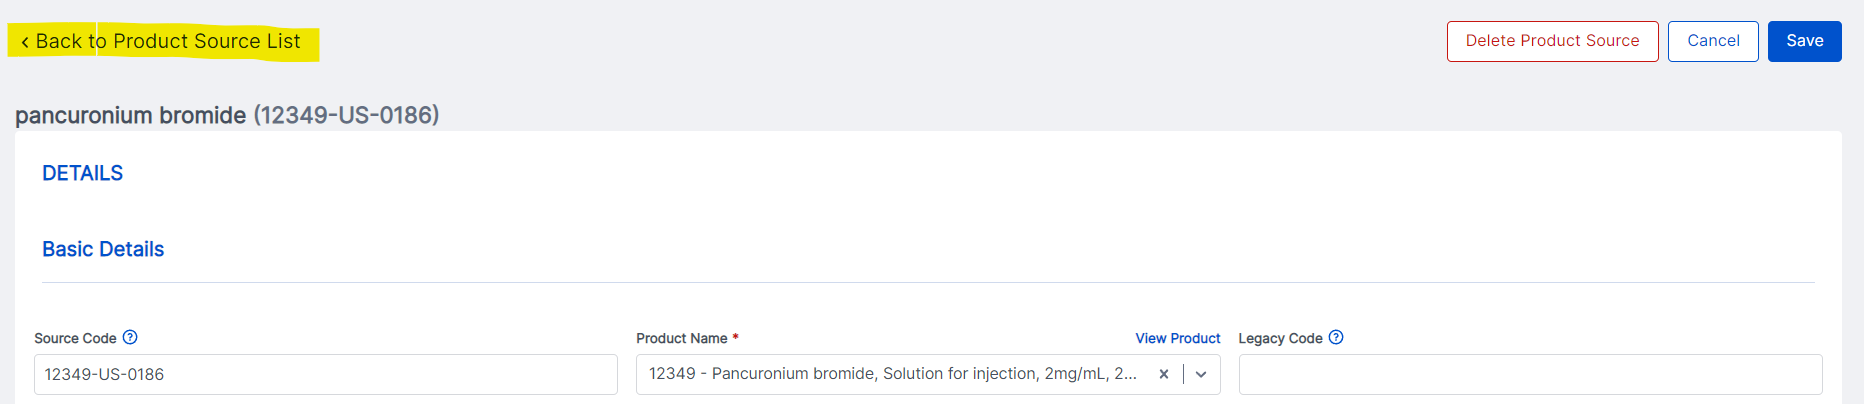 ‹ Back to Product Source List
Delete Product Source
Cancel
Save
pancuronium bromide (12349-US-0186)
DETAILS
Basic Details
Source Code ?
Product Name *
View Product
Legacy Code ?
12349-US-0186
12349 - Pancuronium bromide, Solution for injection, 2mg/mL, 2...